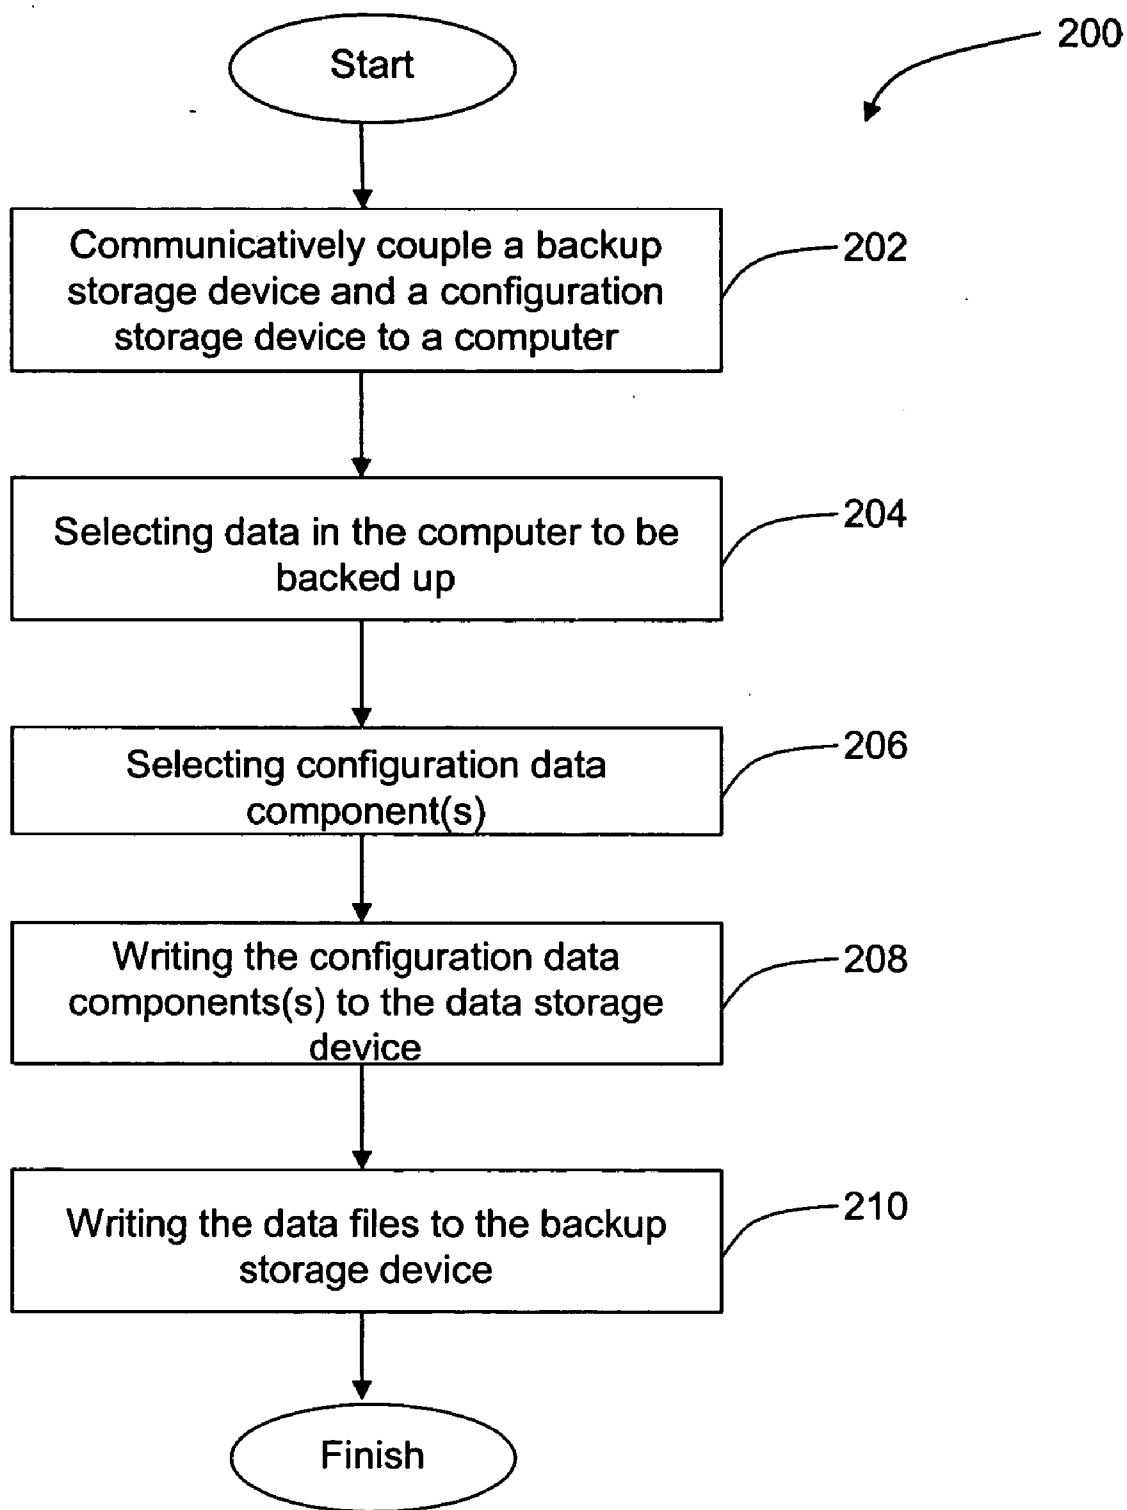 Start
200
Communicatively couple a backup
storage device and a configuration
storage device to a computer
202
Selecting data in the computer to be
backed up
204
Selecting configuration data
component(s)
206
Writing the configuration data
components(s) to the data storage
device
208
Writing the data files to the backup
storage device
210
Finish